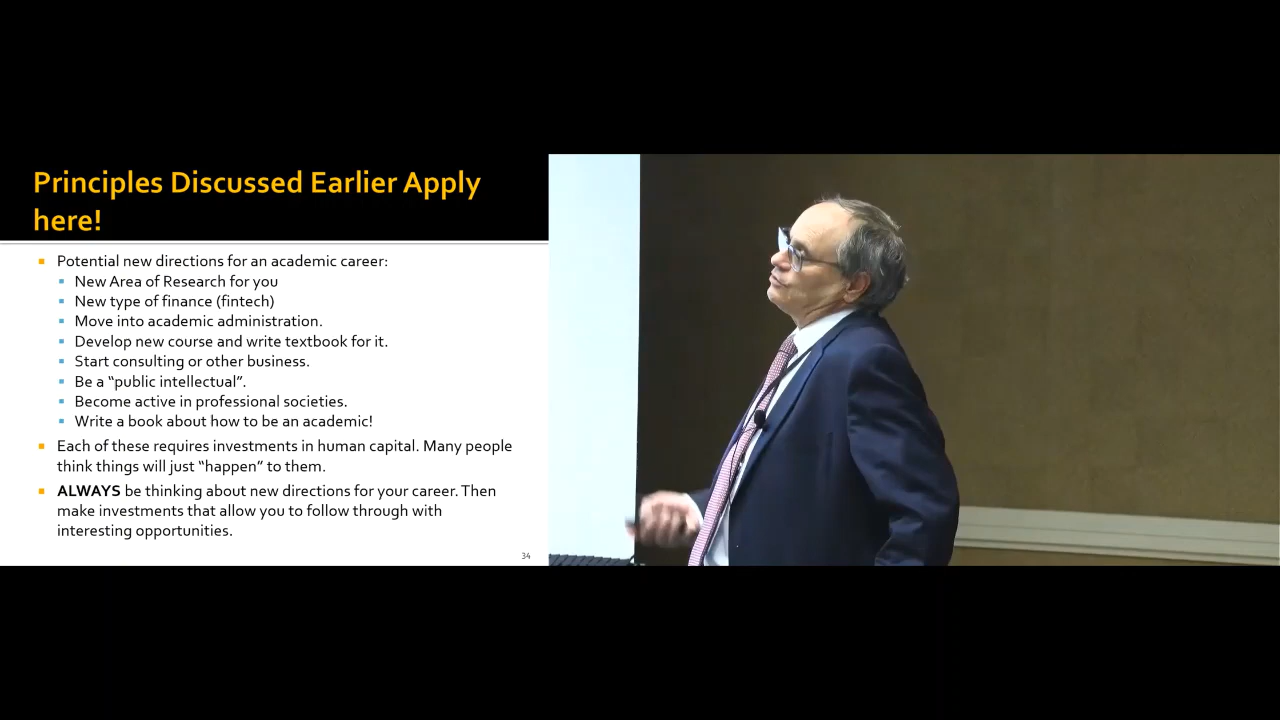 Principles Discussed Earlier Apply
here!
Potential new directions for an academic career:
New Area of Research for you
New type of finance (fintech)
Move into academic administration.
Develop new course and write textbook for it.
Start consulting or other business.
Be a “public intellectual”.
Become active in professional societies.
Write a book about how to be an academic!
Each of these requires investments in human capital. Many people
think things will just “happen” to them.
ALWAYS be thinking about new directions for your career. Then
make investments that allow you to follow through with
interesting opportunities.
34